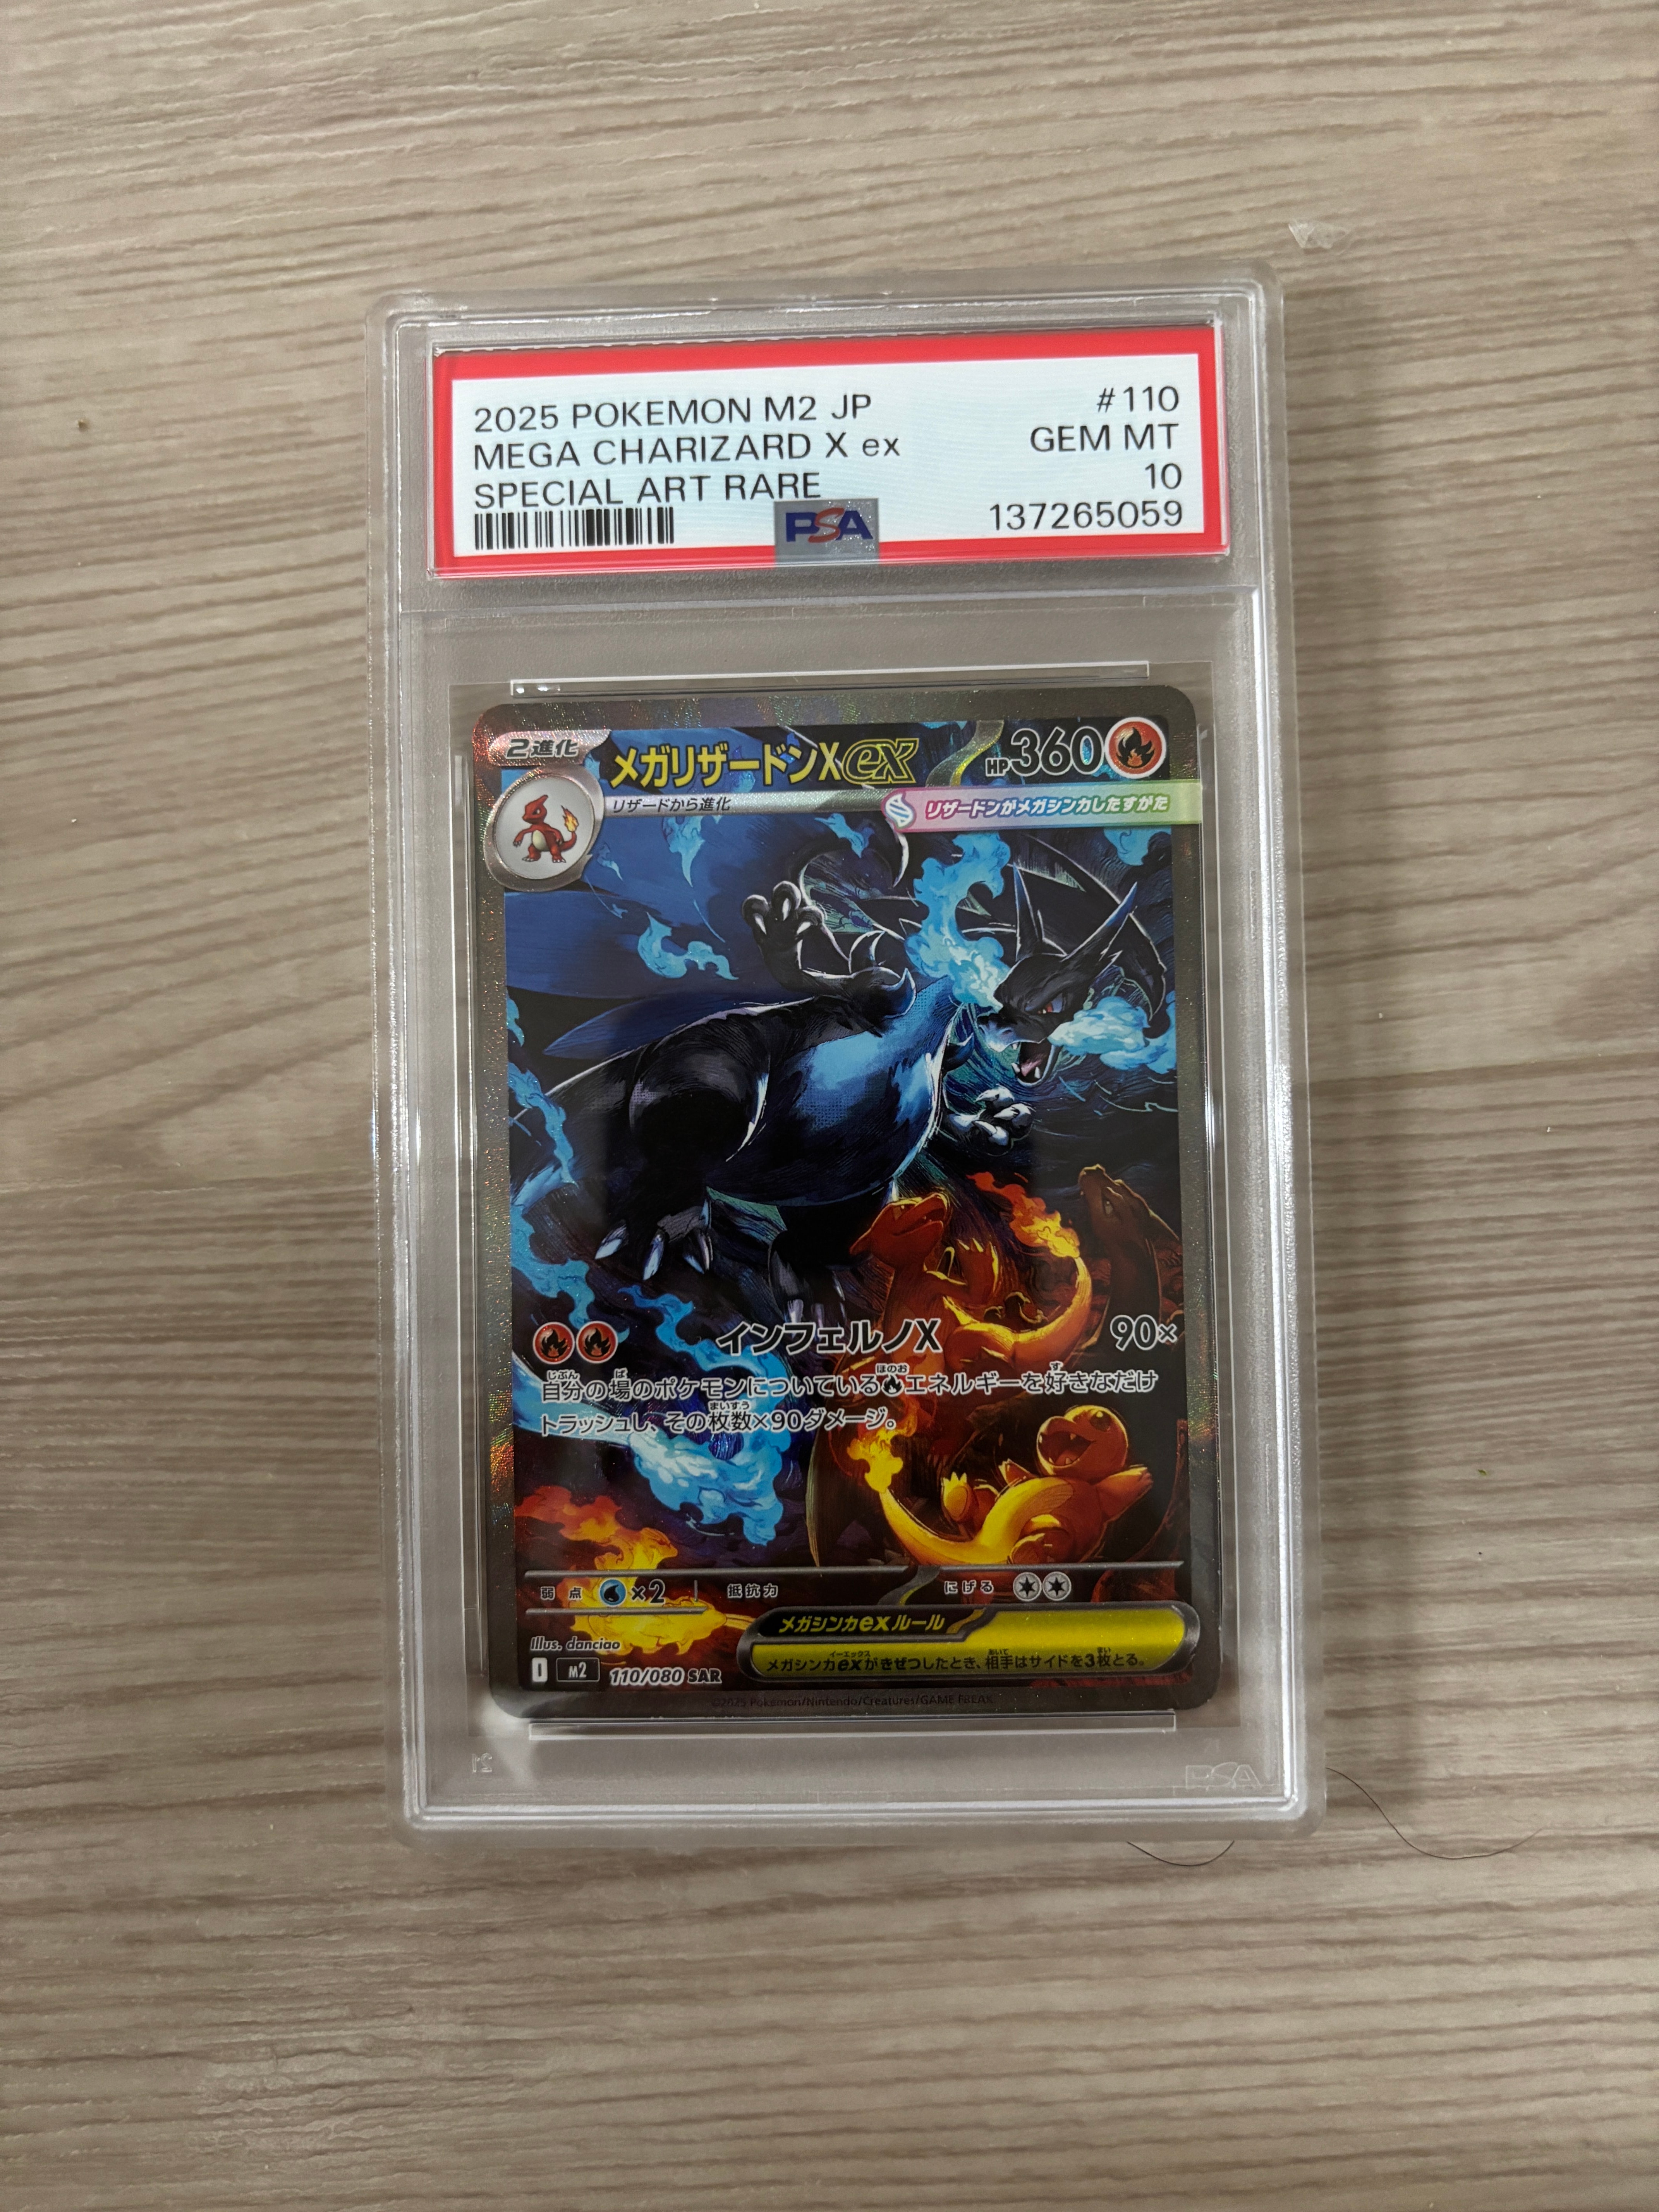 2025 POKEMON M2 JP #110
MEGA CHARIZARD X ex GEM MT
SPECIAL ART RARE 10
PSA 137265059
2進化 メガリザードンXex HP360
リザードから進化 リザードンがメガシンカしたすがた
インフェルノX 90×
自分の場のポケモンについているエネルギーを好きなだけ
トラッシュし、その枚数×90ダメージ。
弱点 ×2 抵抗力 にげる
メガシンカexルール
メガシンカexがきぜつしたとき、相手はサイドを3枚とる。
Illus. danciao
I M2 110/080 SAR
©2025 Pokémon/Nintendo/Creatures/GAME FREAK
PSA